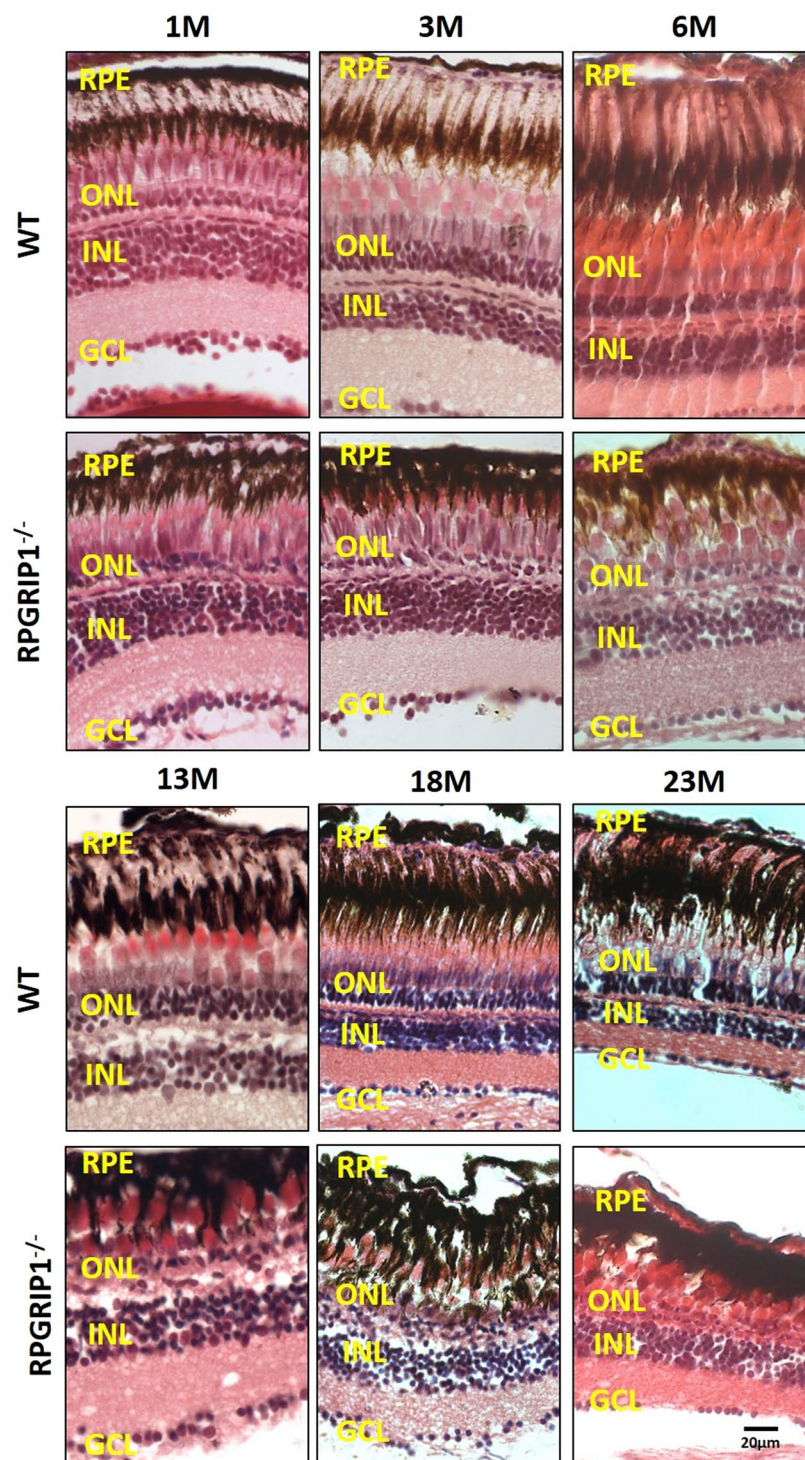 1M 3M 6M
WT
RPE RPE RPE
ONL ONL ONL
INL INL INL
GCL GCL
RPGRIP1-/-
RPE RPE RPE
ONL ONL ONL
INL INL INL
GCL GCL GCL
13M 18M 23M
WT
RPE RPE RPE
ONL ONL ONL
INL INL INL
GCL GCL
RPGRIP1-/-
RPE RPE RPE
ONL ONL ONL
INL INL INL
GCL GCL GCL
20µm